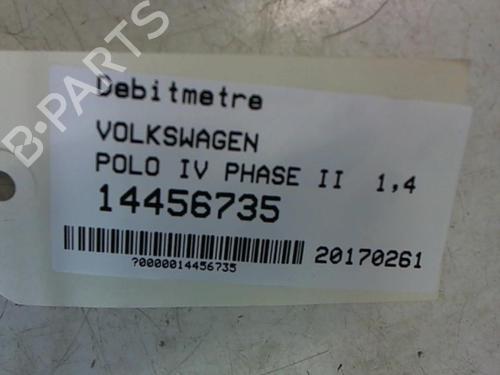 B-PARTS
Debitmetre
VOLKSWAGEN
POLO IV PHASE II 1,4
14456735
20170261
?0000014456735